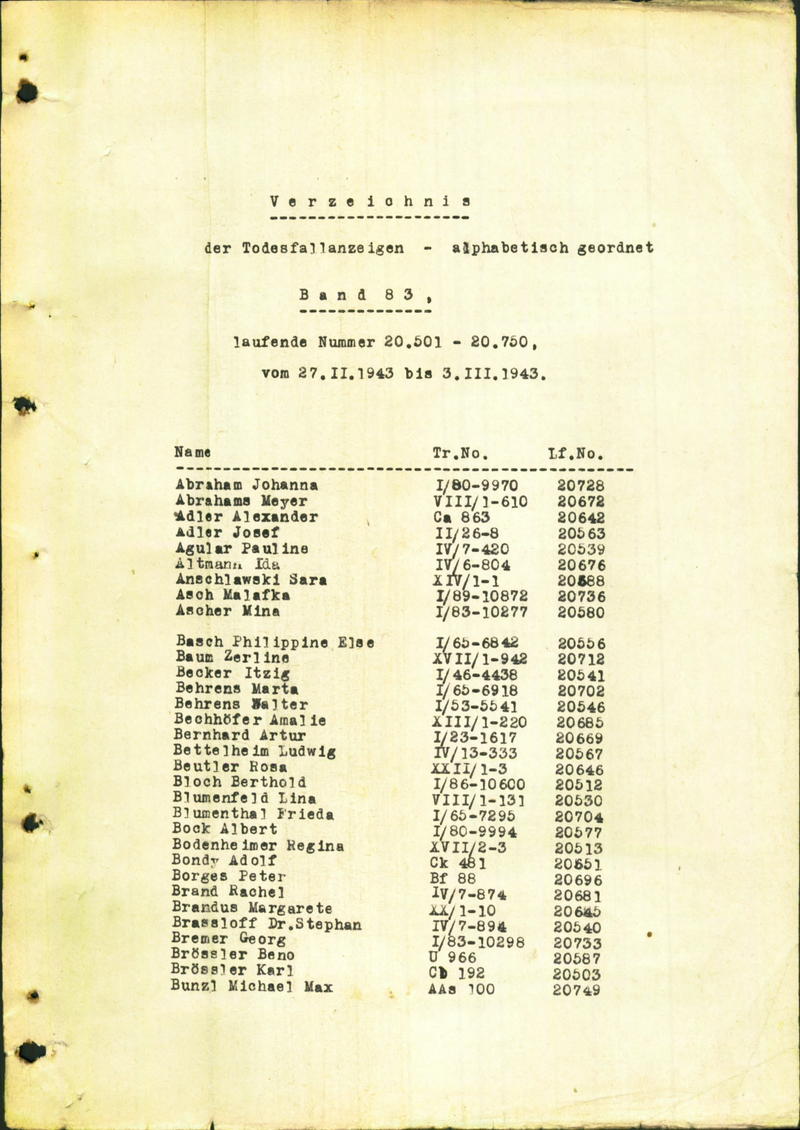 Verzeichnis
der Todesfallanzeigen - alphabetisch geordnet
Band 83,
laufende Nummer 20.501 - 20.750,
vom 27.II.1943 bis 3.III.1943.
Name Tr.No. Lf.No.
Abraham Johanna I/80-9970 20728
Abrahams Meyer VIII/1-610 20672
Adler Alexander Ca 863 20642
Adler Josef II/26-8 20563
Agular Pauline IV/7-420 20539
Altmann Ida IV/6-804 20676
Anschlawski Sara XIV/1-1 20688
Asch Malafka I/89-10872 20736
Ascher Mina I/83-10277 20580
Basch Philippine Else I/65-6842 20556
Baum Zerline XVII/1-942 20712
Becker Itzig I/46-4438 20541
Behrens Marta I/65-6918 20702
Behrens Walter I/53-5541 20546
Bechhöfer Amalie XIII/1-220 20685
Bernhard Artur I/23-1617 20669
Bettelheim Ludwig IV/13-333 20567
Beutler Rosa XXII/1-3 20646
Bloch Berthold I/86-10600 20512
Blumenfeld Lina VIII/1-131 20530
Blumenthal Frieda I/65-7295 20704
Bock Albert I/80-9994 20577
Bodenheimer Regina XVII/2-3 20513
Bondy Adolf Ck 481 20651
Borges Peter Bf 88 20696
Brand Rachel IV/7-874 20681
Brandus Margarete XX/1-10 20645
Brassloff Dr.Stephan IV/7-894 20540
Bremer Georg I/83-10298 20733
Brössler Beno U 966 20587
Brössler Karl Cb 192 20503
Bunzl Michael Max AAs 100 20749